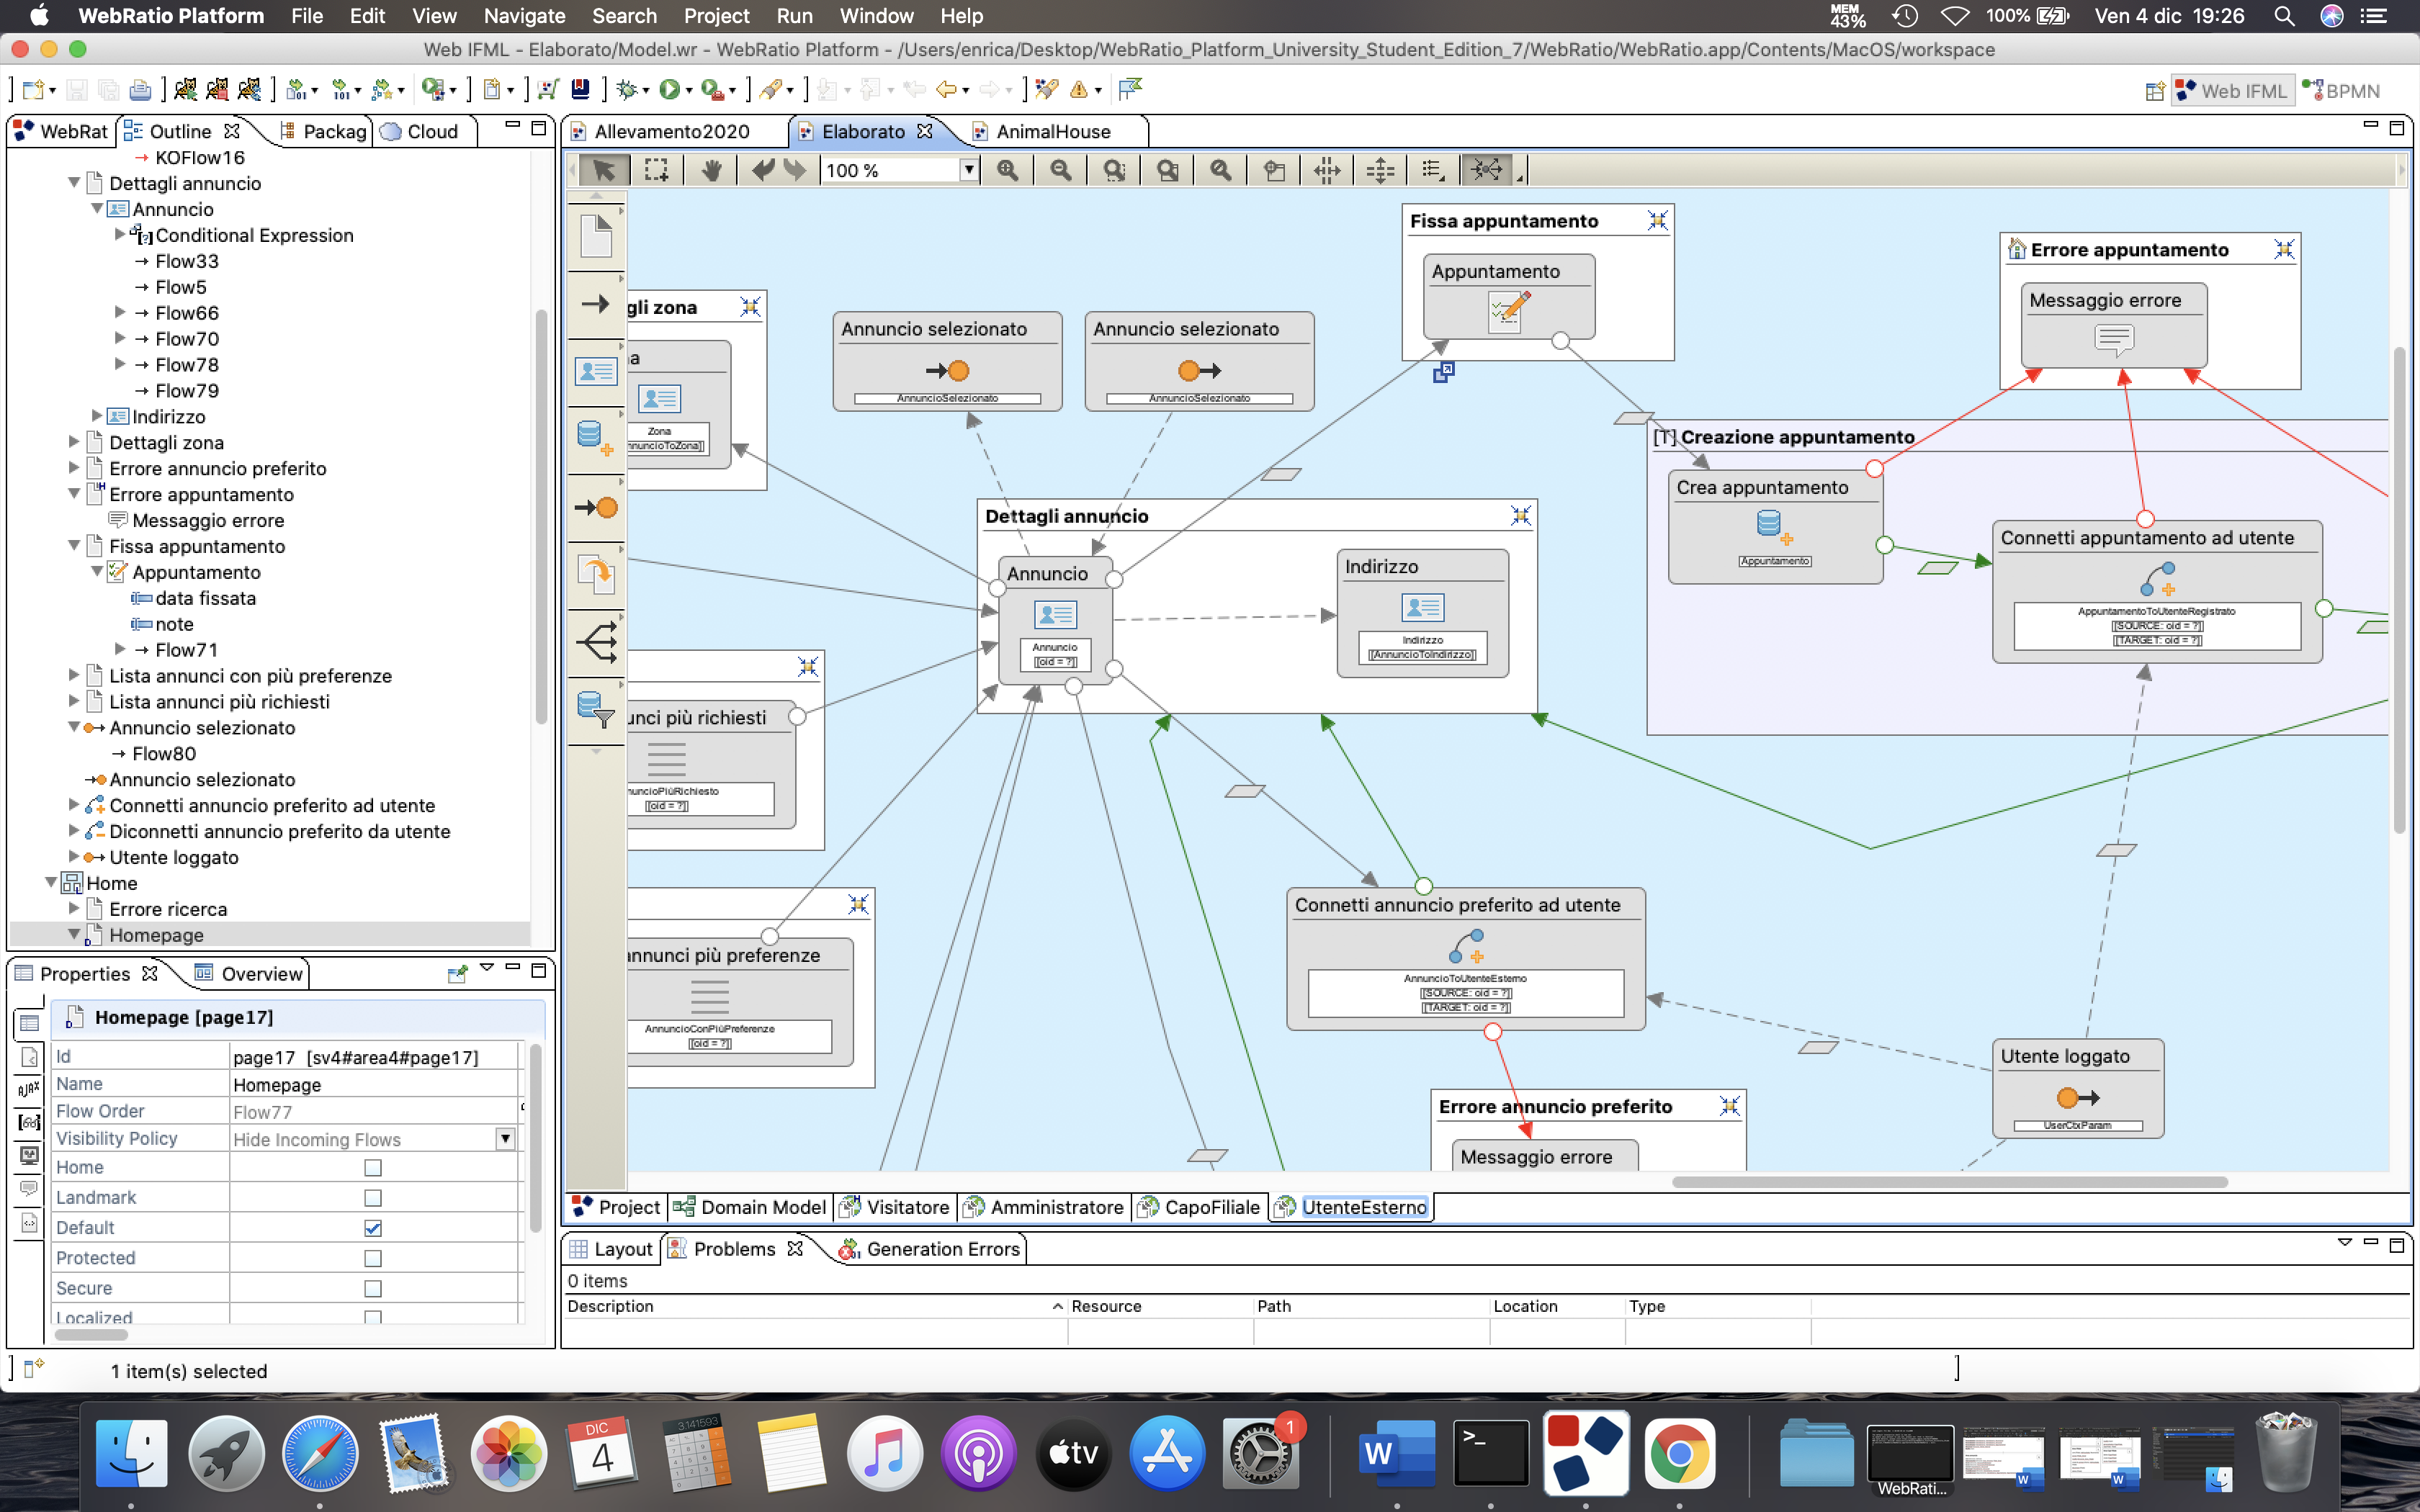 WebRatio Platform File Edit View Navigate Search Project Run Window Help
MEM 43% 100% Ven 4 dic 19:26
Web IFML - Elaborato/Model.wr - WebRatio Platform - /Users/enrica/Desktop/WebRatio_Platform_University_Student_Edition_7/WebRatio/WebRatio.app/Contents/MacOS/workspace
Web IFML BPMN
WebRat Outline Packag Cloud
KOFlow16
Dettagli annuncio
Annuncio
Conditional Expression
Flow33
Flow5
Flow66
Flow70
Flow78
Flow79
Indirizzo
Dettagli zona
Errore annuncio preferito
Errore appuntamento
Messaggio errore
Fissa appuntamento
Appuntamento
data fissata
note
Flow71
Lista annunci con più preferenze
Lista annunci più richiesti
Annuncio selezionato
Flow80
Annuncio selezionato
Connetti annuncio preferito ad utente
Diconnetti annuncio preferito da utente
Utente loggato
Home
Errore ricerca
Homepage
Properties Overview
Homepage [page17]
Id page17 [sv4#area4#page17]
Name Homepage
Flow Order Flow77
Visibility Policy Hide Incoming Flows
Home
Landmark
Default
Protected
Secure
Localized
1 item(s) selected
Allevamento2020 Elaborato AnimalHouse
100 %
gli zona
a
Zona
nnuncioToZona]]
Annuncio selezionato
AnnuncioSelezionato
Annuncio selezionato
AnnuncioSelezionato
Fissa appuntamento
Appuntamento
Errore appuntamento
Messaggio errore
[T] Creazione appuntamento
Crea appuntamento
Appuntamento
Connetti appuntamento ad utente
AppuntamentoToUtenteRegistrato
[[SOURCE: oid = ?]]
[[TARGET: oid = ?]]
Dettagli annuncio
Annuncio
Annuncio
[[oid = ?]]
Indirizzo
Indirizzo
[[AnnuncioToIndirizzo]]
unci più richiesti
nuncioPiùRichiesto
[[oid = ?]]
nnunci più preferenze
AnnuncioConPiùPreferenze
[[oid = ?]]
Connetti annuncio preferito ad utente
AnnuncioToUtenteEsterno
[[SOURCE: oid = ?]]
[[TARGET: oid = ?]]
Utente loggato
UserCtxParam
Errore annuncio preferito
Messaggio errore
Project Domain Model Visitatore Amministratore CapoFiliale UtenteEsterno
Layout Problems Generation Errors
0 items
Description Resource Path Location Type
DIC
4
3,141593
tv
1
W
>_
WebRati...